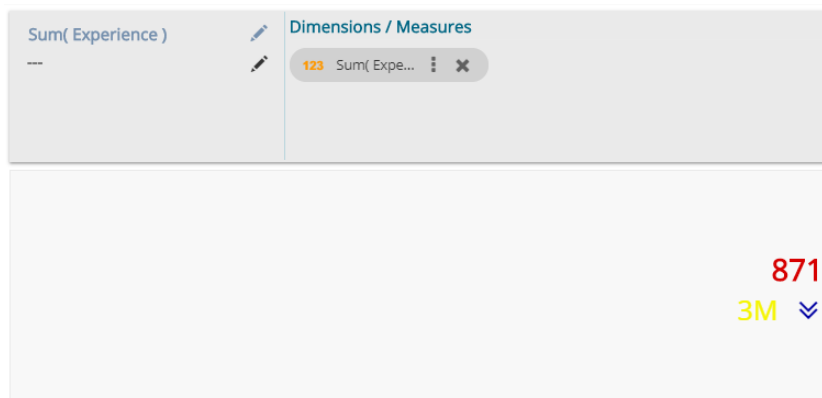 Sum( Experience )
---
Dimensions / Measures
123 Sum( Expe...
871
3M